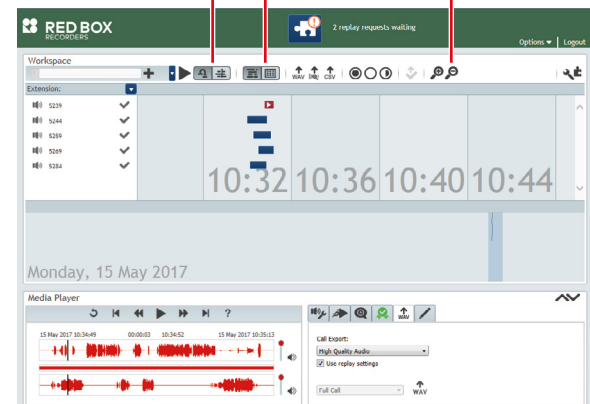 RED BOX
RECORDERS
2 replay requests waiting
Options
Logout
Workspace
WAV
CSV
Extension:
5239
5244
5259
5269
5284
10:32 10:36 10:40 10:44
Monday, 15 May 2017
Media Player
?
WAV
15 May 2017 10:34:49 00:00:03 10:34:52 15 May 2017 10:35:13
Call Export:
High Quality Audio
Use replay settings
Full Call
WAV